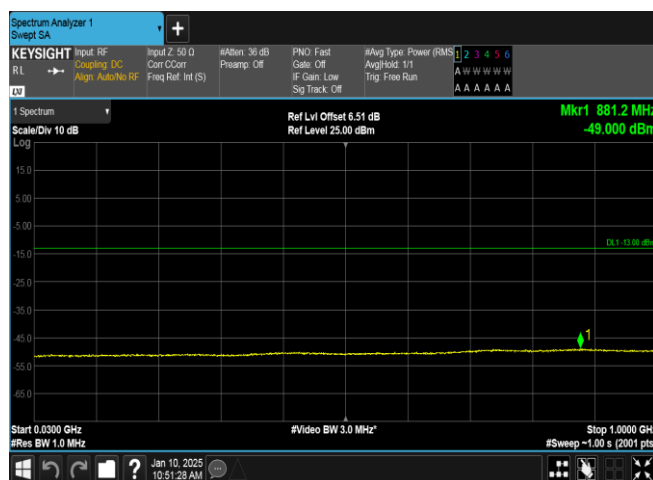 Spectrum Analyzer 1
Swept SA
+
KEYSIGHT Input: RF Input Z: 50 Ω #Atten: 36 dB PNO: Fast #Avg Type: Power (RMS 1 2 3 4 5 6
RL Coupling: DC Corr CCorr Preamp: Off Gate: Off Avg|Hold: 1/1 A W W W W W
Align: Auto/No RF Freq Ref: Int (S) IF Gain: Low Trig: Free Run
LXI Sig Track: Off A A A A A A
1 Spectrum Ref Lvl Offset 6.51 dB Mkr1 881.2 MHz
Scale/Div 10 dB Ref Level 25.00 dBm -49.000 dBm
Log
15.0
5.00
-5.00
DL1 -13.00 dBm
-15.0
-25.0
-35.0
-45.0
1
-55.0
-65.0
Start 0.0300 GHz #Video BW 3.0 MHz* Stop 1.0000 GHz
#Res BW 1.0 MHz #Sweep ~1.00 s (2001 pts
? Jan 10, 2025
10:51:28 AM